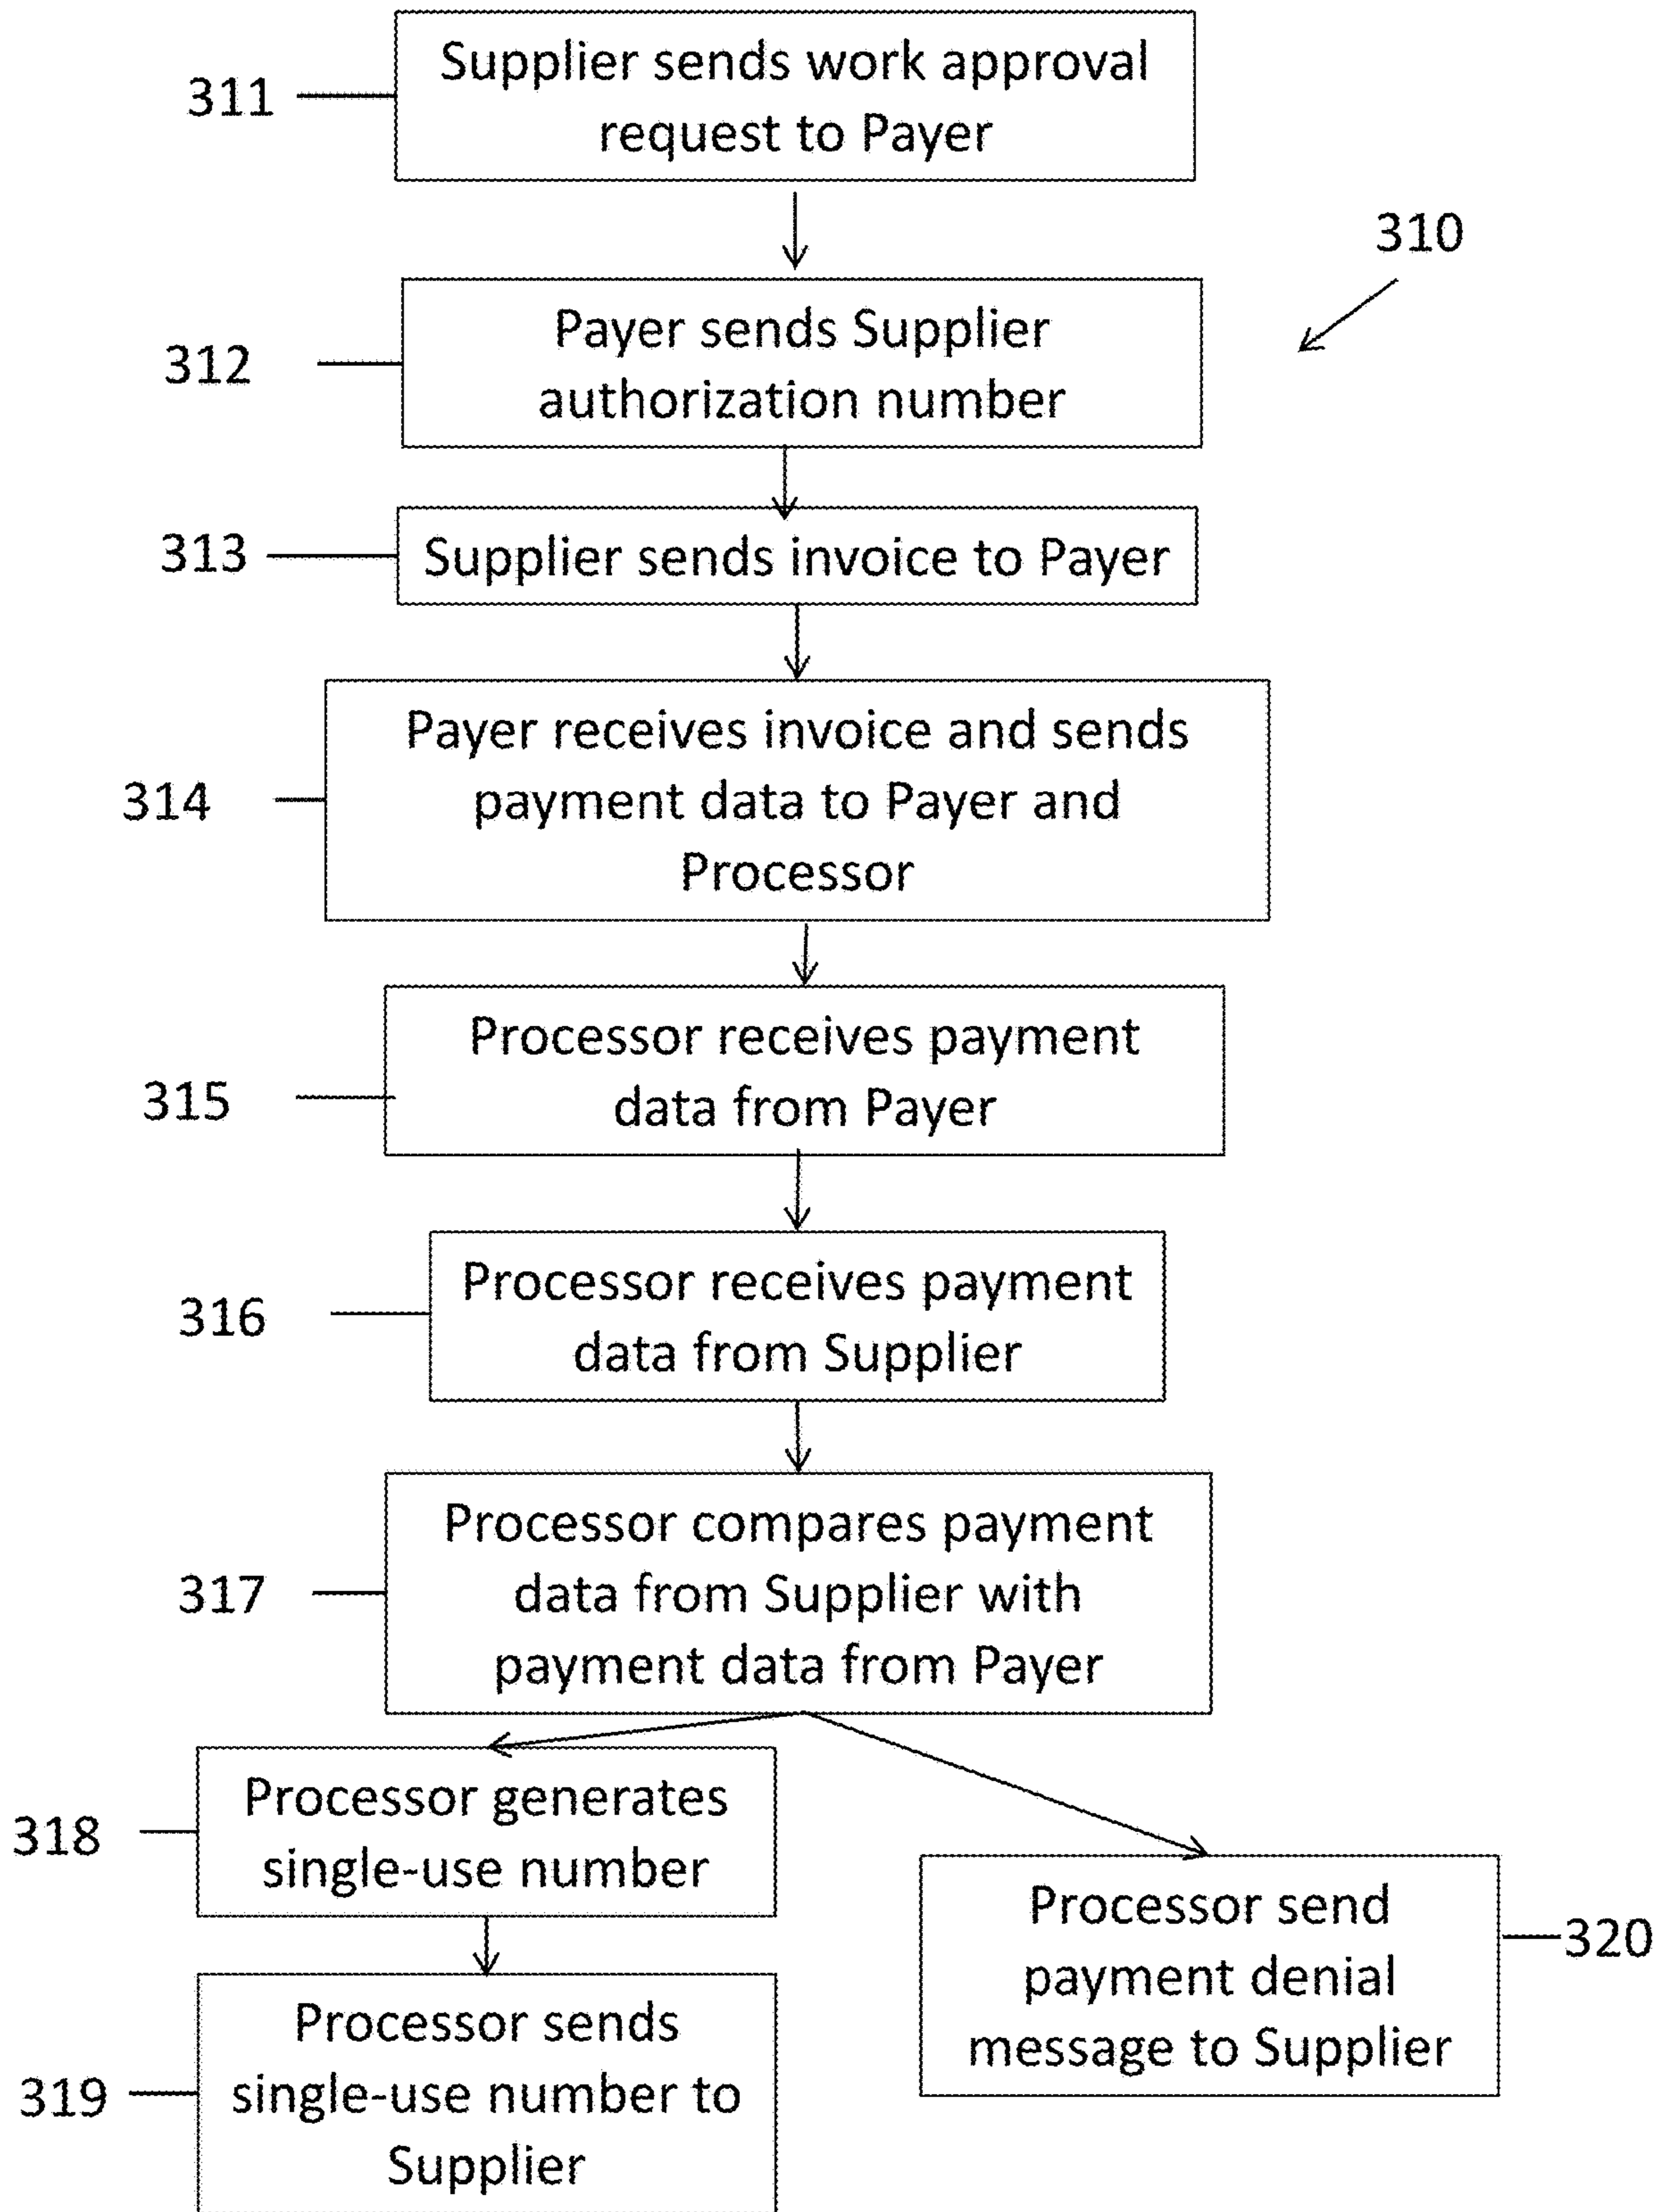 Supplier sends work approval
request to Payer
311
310
Payer sends Supplier
authorization number
312
Supplier sends invoice to Payer
313
Payer receives invoice and sends
payment data to Payer and
Processor
314
Processor receives payment
data from Payer
315
Processor receives payment
data from Supplier
316
Processor compares payment
data from Supplier with
payment data from Payer
317
Processor generates
single-use number
318
Processor send
payment denial
message to Supplier
320
Processor sends
single-use number to
Supplier
319